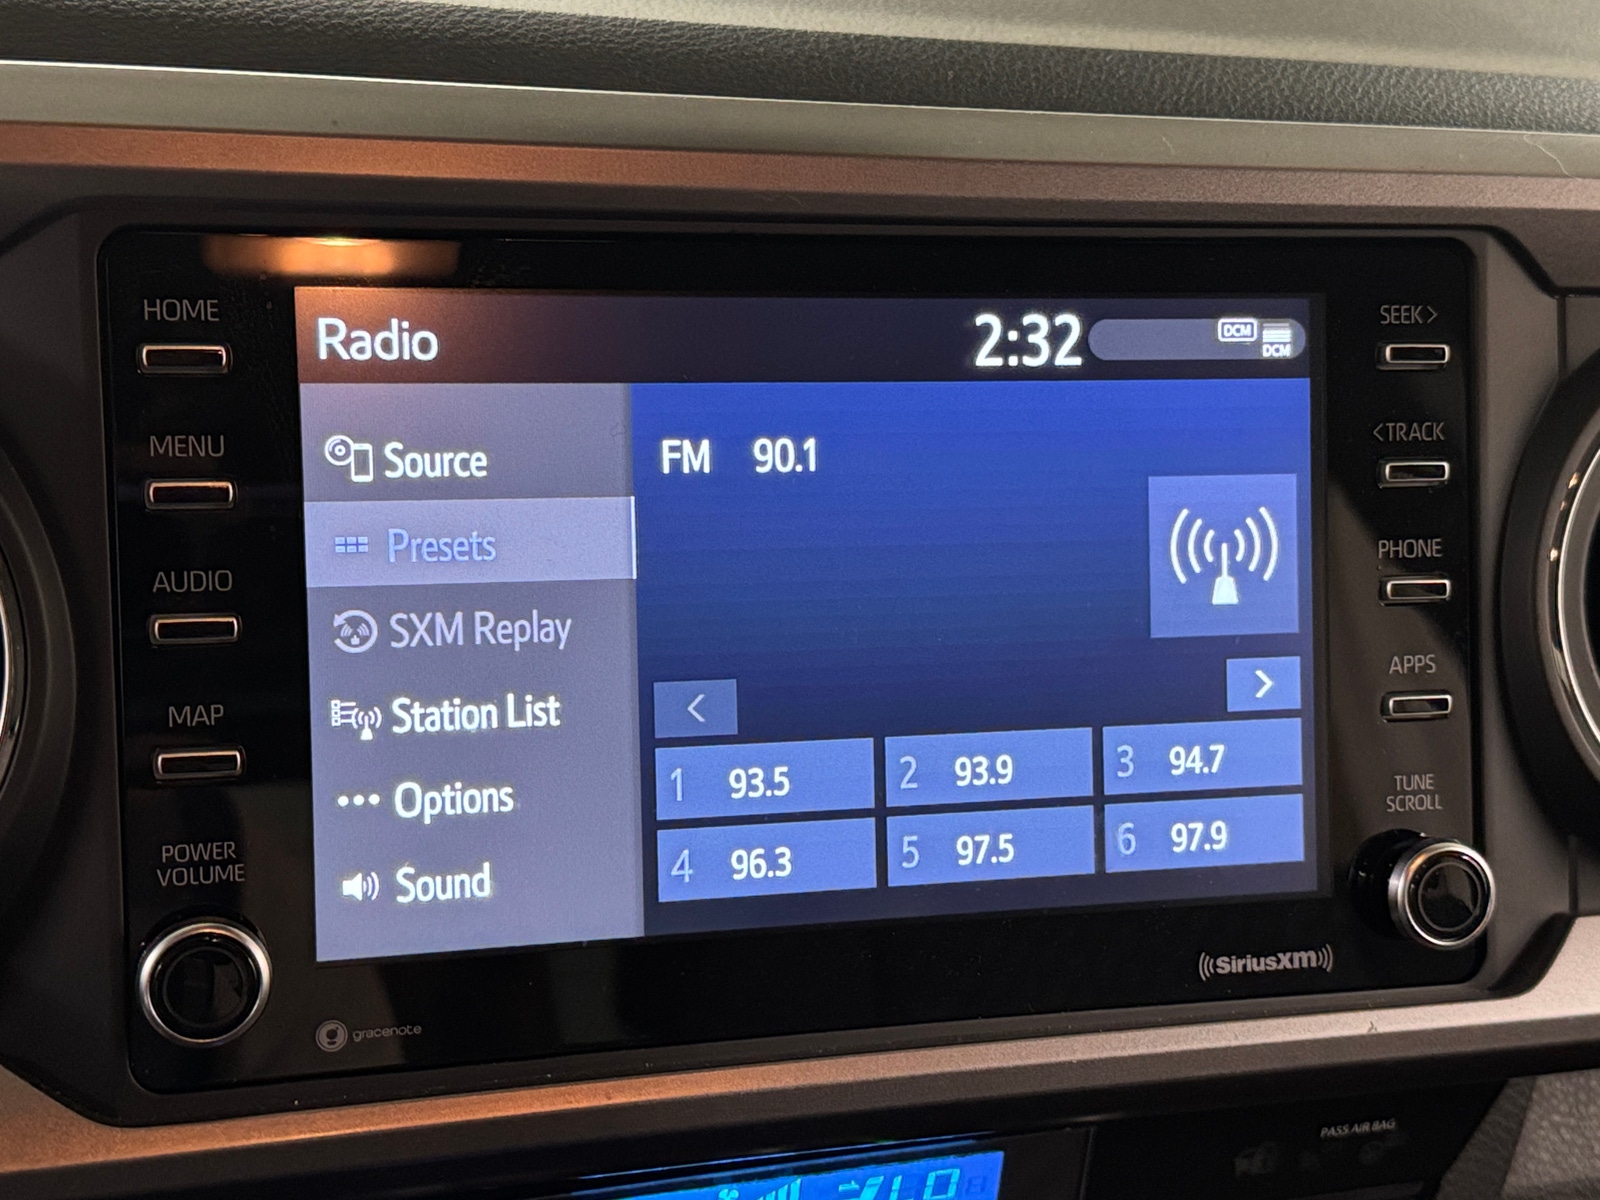 HOME
MENU
AUDIO
MAP
POWER
VOLUME
Radio
2:32
DCM
DCM
Source
Presets
SXM Replay
Station List
Options
Sound
FM 90.1
<
>
1 93.5
2 93.9
3 94.7
4 96.3
5 97.5
6 97.9
SEEK>
<TRACK
PHONE
APPS
TUNE
SCROLL
SiriusXM
gracenote
PASS AIR BAG